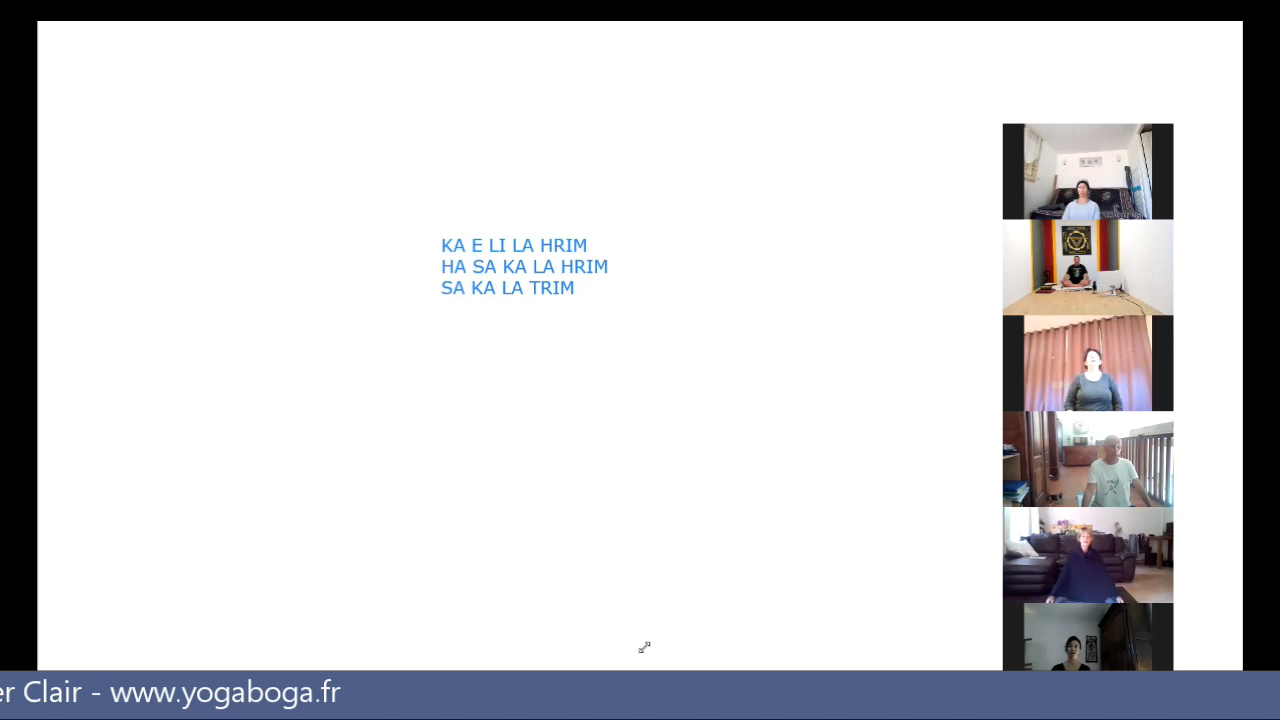 KA E LI LA HRIM
HA SA KA LA HRIM
SA KA LA TRIM
er Clair - www.yogaboga.fr